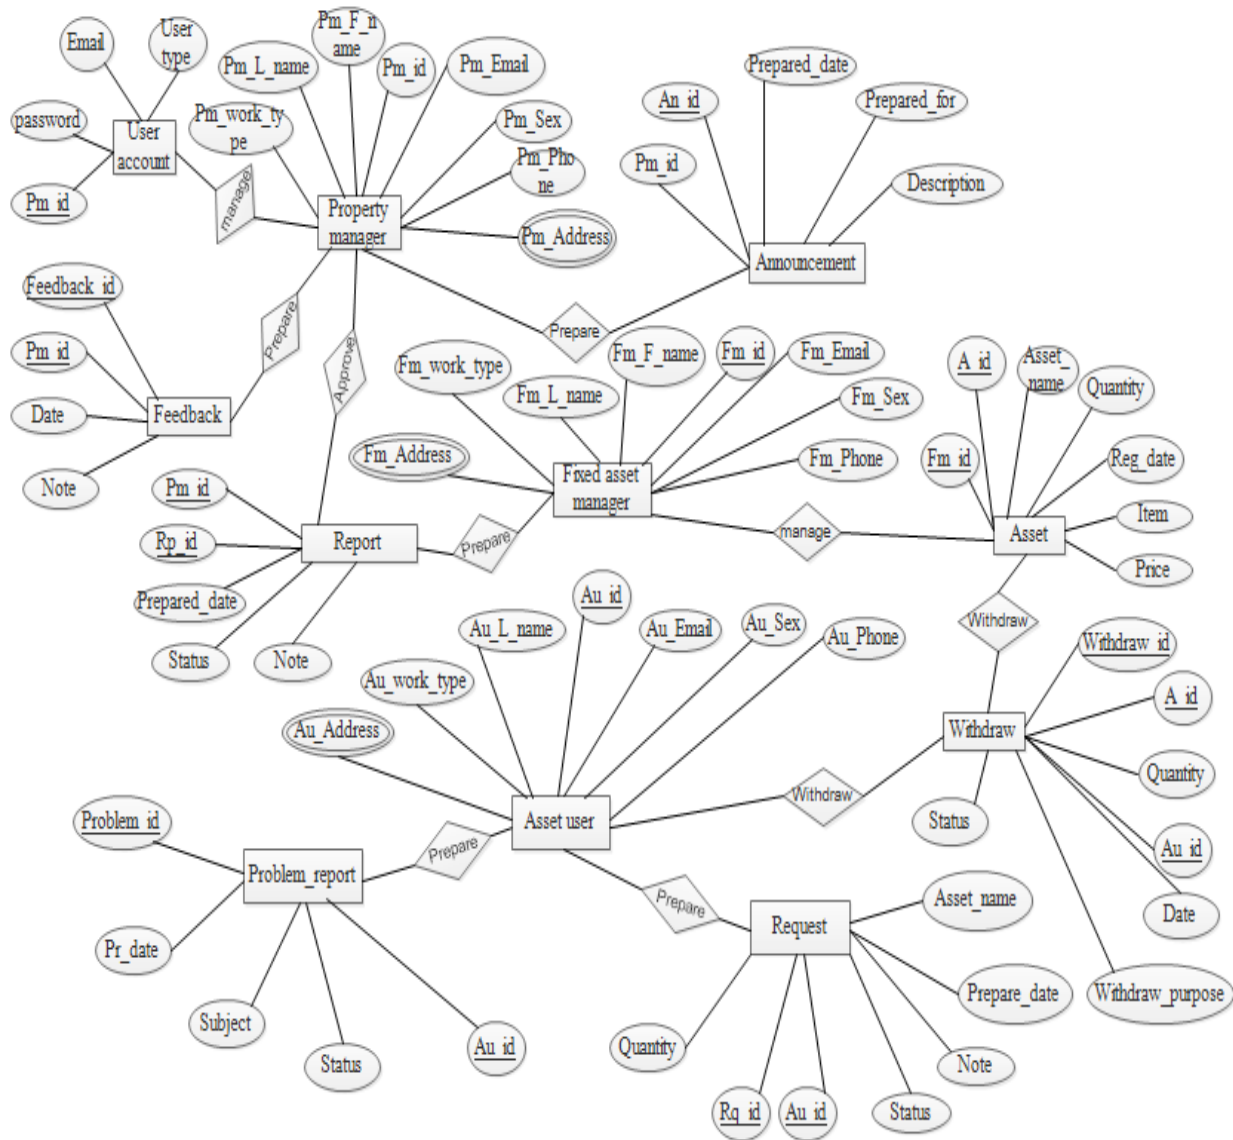 Email
User
type
password
User
account
Pm_id
manage
Pm_L_name
Pm_F_n
ame
Pm_id
Pm_Email
Pm_work_ty
pe
Pm_Sex
Pm_Pho
ne
Property
manager
Pm_Address
Prepared_date
An_id
Prepared_for
Pm_id
Description
Announcement
Prepare
Feedback_id
Prepare
Pm_id
Date
Feedback
Note
Approve
Fm_work_type
Fm_L_name
Fm_F_name
Fm_id
Fm_Email
Fm_Sex
Fm_Phone
Fm_Address
Fixed asset
manager
A_id
Asset_
name
Quantity
Fm_id
Reg_date
Item
Asset
Price
manage
Pm_id
Rp_id
Report
Prepare
Prepared_date
Status
Note
Withdraw
Au_id
Au_L_name
Au_Email
Au_Sex
Au_Phone
Au_work_type
Au_Address
Asset user
Withdraw_id
A_id
Withdraw
Quantity
Status
Au_id
Date
Withdraw_purpose
Withdraw
Problem_id
Prepare
Problem_report
Pr_date
Subject
Status
Au_id
Prepare
Request
Asset_name
Prepare_date
Quantity
Note
Rq_id
Au_id
Status